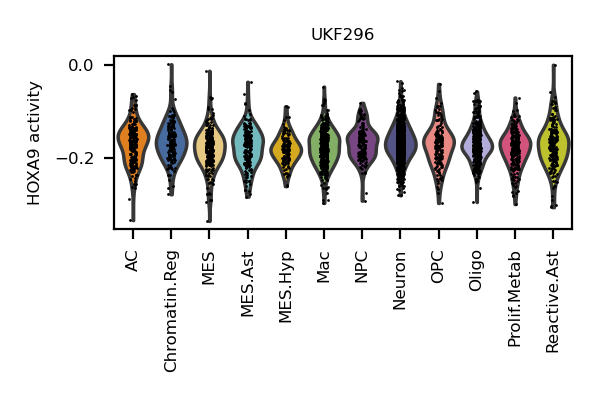 UKF296
HOXA9 activity
0.0
−0.2
AC
Chromatin.Reg
MES
MES.Ast
MES.Hyp
Mac
NPC
Neuron
OPC
Oligo
Prolif.Metab
Reactive.Ast